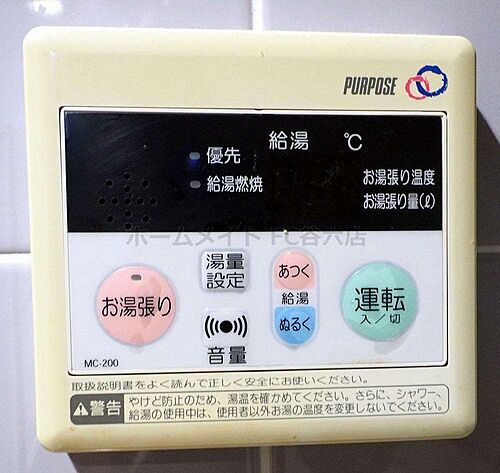 PURPOSE
給湯 ℃
優先
給湯燃焼
お湯張り温度
お湯張り量(ℓ)
ホームメイト FC谷六店
お湯張り
湯量
設定
音量
あつく
給湯
ぬるく
運転
入/切
MC-200
取扱説明書をよく読んで正しく安全にお使いください。
警告
やけど防止のため、湯温を確かめてください。さらに、シャワー、
給湯の使用中は、使用者以外お湯の温度を変更しないでください。